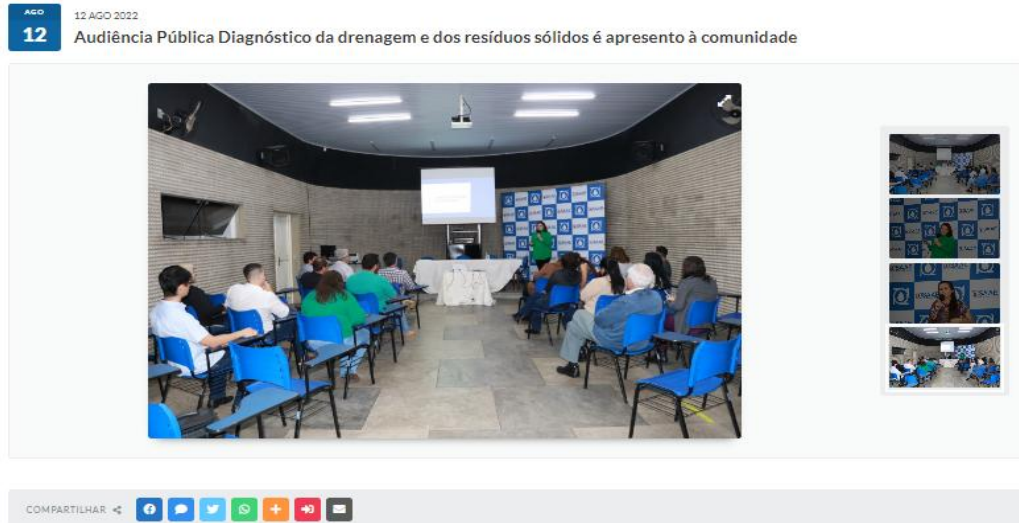 AGO
12
12 AGO 2022
Audiência Pública Diagnóstico da drenagem e dos resíduos sólidos é apresento à comunidade
COMPARTILHAR